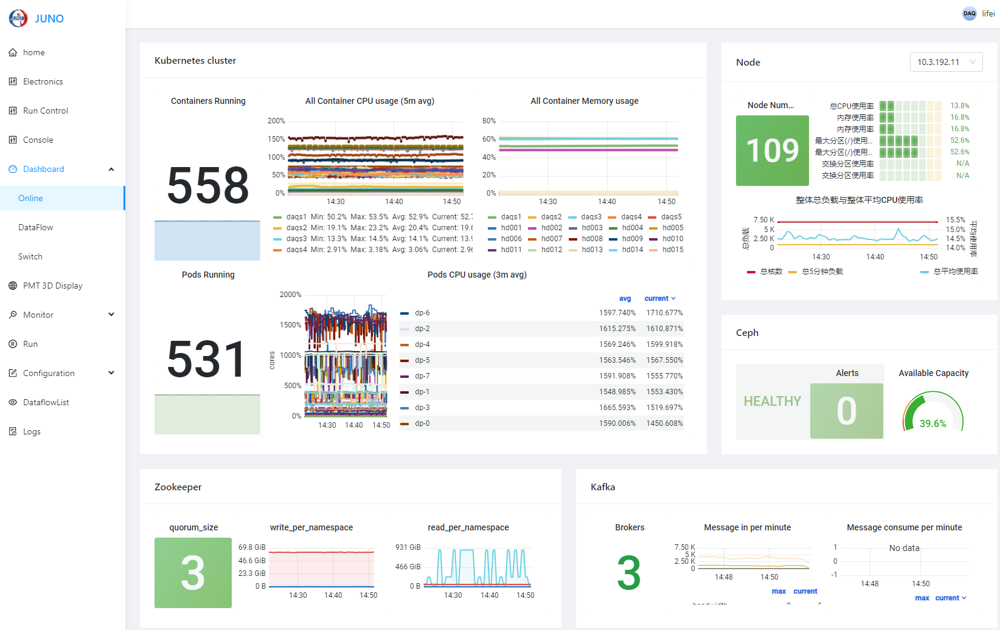 JUNO
DAQ lifei
home
Electronics
Run Control
Console
Dashboard
Online
DataFlow
Switch
PMT 3D Display
Monitor
Run
Configuration
DataflowList
Logs
Kubernetes cluster
Containers Running
558
All Container CPU usage (5m avg)
200%
150%
100%
50%
0%
14:30 14:40 14:50
daqs1 Min: 50.2% Max: 53.5% Avg: 52.9% Current: 52.7
daqs2 Min: 19.1% Max: 23.2% Avg: 20.4% Current: 19.6
daqs3 Min: 13.3% Max: 14.5% Avg: 14.1% Current: 13.9
daqs4 Min: 2.91% Max: 3.18% Avg: 3.06% Current: 2.96
All Container Memory usage
80%
60%
40%
20%
0%
14:30 14:40 14:50
daqs1 daqs2 daqs3 daqs4 daqs5
hd001 hd002 hd003 hd004 hd005
hd006 hd007 hd008 hd009 hd010
hd011 hd012 hd013 hd014 hd015
Pods Running
531
Pods CPU usage (3m avg)
cores
2000%
1500%
1000%
500%
0%
14:30 14:40 14:50
avg current
dp-6 1597.740% 1710.677%
dp-2 1615.275% 1610.871%
dp-4 1569.246% 1599.918%
dp-5 1563.546% 1567.550%
dp-7 1591.908% 1555.770%
dp-1 1548.985% 1553.430%
dp-3 1665.593% 1519.697%
dp-0 1590.006% 1450.608%
Node
10.3.192.11
Node Num...
109
总CPU使用率 13.8%
内存使用率 16.8%
内存使用率 16.8%
最大分区(/)使用... 52.6%
最大分区(/)使用... 52.6%
交换分区使用率 N/A
交换分区使用率 N/A
整体总负载与整体平均CPU使用率
总负载
7.50 K
5 K
2.50 K
0
15.5%
15.0%
14.5%
14.0%
平均使用率
14:30 14:40 14:50
总核数 总5分钟负载 总平均使用率
Ceph
HEALTHY
Alerts
0
Available Capacity
39.6%
Zookeeper
quorum_size
3
write_per_namespace
69.8 GiB
46.6 GiB
23.3 GiB
0 B
14:30 14:40 14:50
read_per_namespace
931 GiB
466 GiB
0 B
14:30 14:40 14:50
Kafka
Brokers
3
Message in per minute
7.50 K
5 K
2.50 K
0
14:48 14:50
max current
Message consume per minute
1
0
-1
No data
14:48 14:50
max current